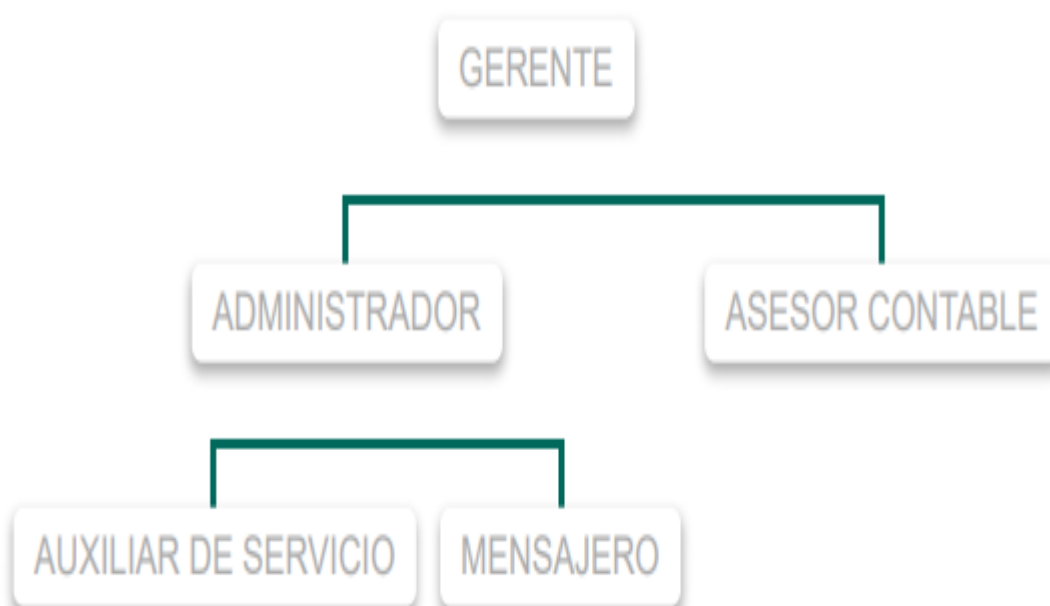 GERENTE
ADMINISTRADOR
ASESOR CONTABLE
AUXILIAR DE SERVICIO
MENSAJERO